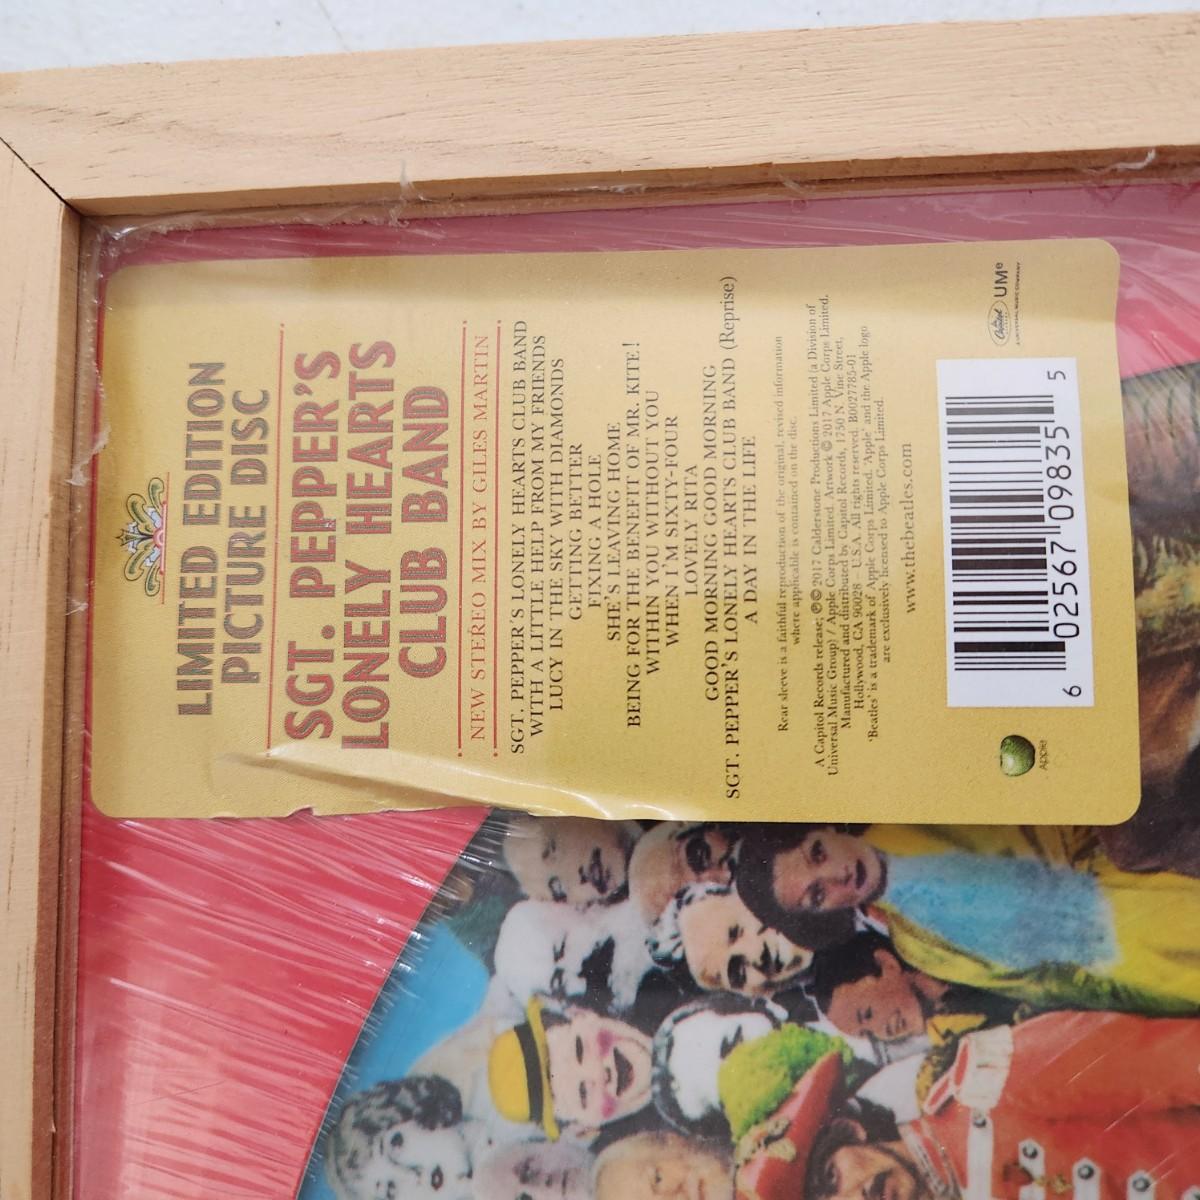 LIMITED EDITION
PICTURE DISC
SGT. PEPPER'S
LONELY HEARTS
CLUB BAND
NEW STEREO MIX BY GILES MARTIN
SGT. PEPPER'S LONELY HEARTS CLUB BAND
WITH A LITTLE HELP FROM MY FRIENDS
LUCY IN THE SKY WITH DIAMONDS
GETTING BETTER
FIXING A HOLE
SHE'S LEAVING HOME
BEING FOR THE BENEFIT OF MR. KITE!
WITHIN YOU WITHOUT YOU
WHEN I'M SIXTY-FOUR
LOVELY RITA
GOOD MORNING GOOD MORNING
SGT. PEPPER'S LONELY HEARTS CLUB BAND (Reprise)
A DAY IN THE LIFE
Rear sleeve is a faithful reproduction of the original, revised information
where applicable is contained on the disc.
A Capitol Records release; ℗© 2017 Calderstone Productions Limited (a Division of
Universal Music Group) / Apple Corps Limited. Artwork © 2017 Apple Corps Limited.
Manufactured and distributed by Capitol Records, 1750 N. Vine Street,
Hollywood, CA 90028 – U.S.A. All rights reserved. B0027785-01
'Beatles' is a trademark of Apple Corps Limited. 'Apple' and the Apple logo
are exclusively licensed to Apple Corps Limited.
www.thebeatles.com
Apple
6 02567 09835 5
Capitol
UMe
A UNIVERSAL MUSIC COMPANY